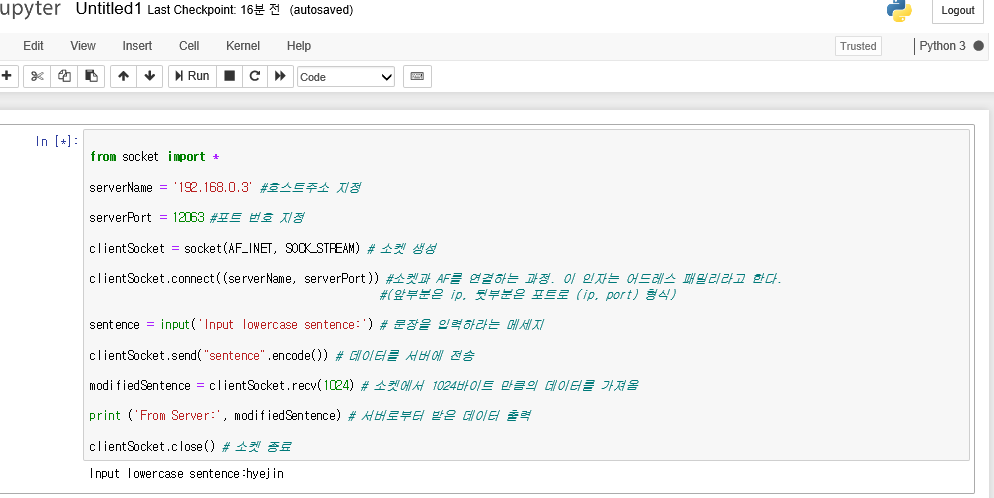 upyter Untitled1 Last Checkpoint: 16분 전 (autosaved) Logout
Edit View Insert Cell Kernel Help Trusted Python 3
Run Code
In [*]:
from socket import *
serverName = '192.168.0.3' #호스트주소 지정
serverPort = 12063 #포트 번호 지정
clientSocket = socket(AF_INET, SOCK_STREAM) # 소켓 생성
clientSocket.connect((serverName, serverPort)) #소켓과 AF를 연결하는 과정. 이 인자는 어드레스 패밀리라고 한다.
#(앞부분은 ip, 뒷부분은 포트로 (ip, port) 형식)
sentence = input('Input lowercase sentence:') # 문장을 입력하라는 메세지
clientSocket.send("sentence".encode()) # 데이터를 서버에 전송
modifiedSentence = clientSocket.recv(1024) # 소켓에서 1024바이트 만큼의 데이터를 가져옴
print ('From Server:', modifiedSentence) # 서버로부터 받은 데이터 출력
clientSocket.close() # 소켓 종료
Input lowercase sentence:hyejin